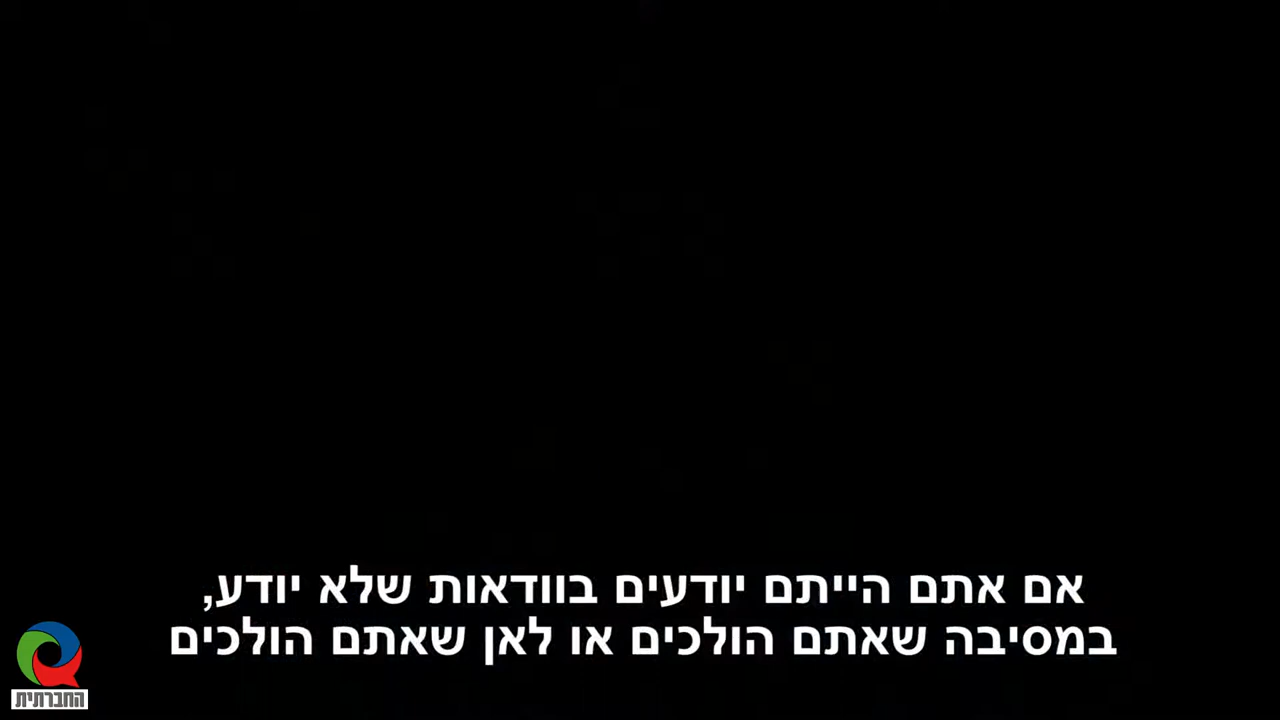 אם אתם הייתם יודעים בוודאות שלא יודע,
במסיבה שאתם הולכים או לאן שאתם הולכים
החברתית